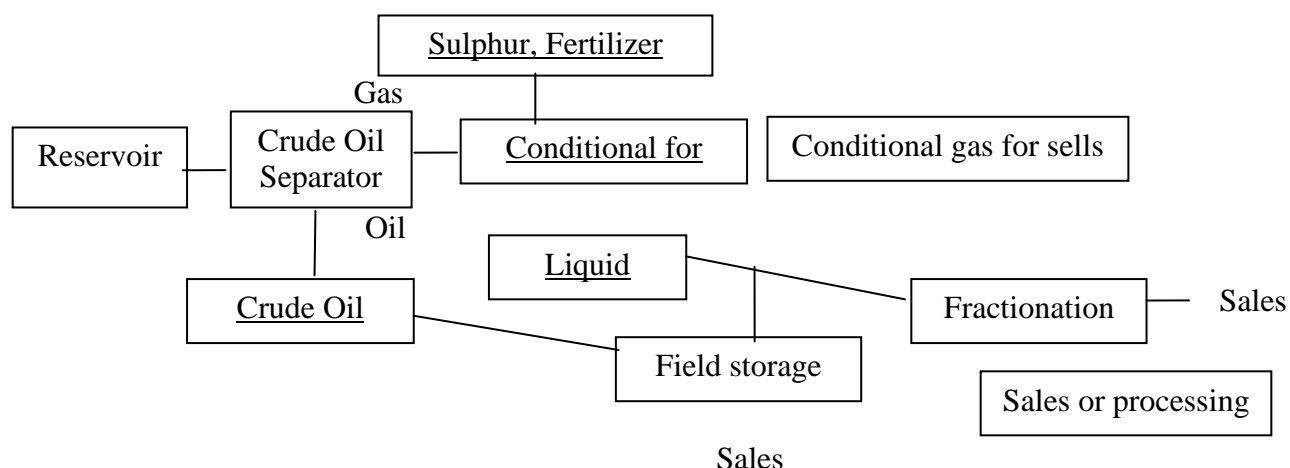 Sulphur, Fertilizer
Gas
Reservoir
Crude Oil
Separator
Conditional for
Conditional gas for sells
Oil
Liquid
Crude Oil
Fractionation
Sales
Field storage
Sales or processing
Sales